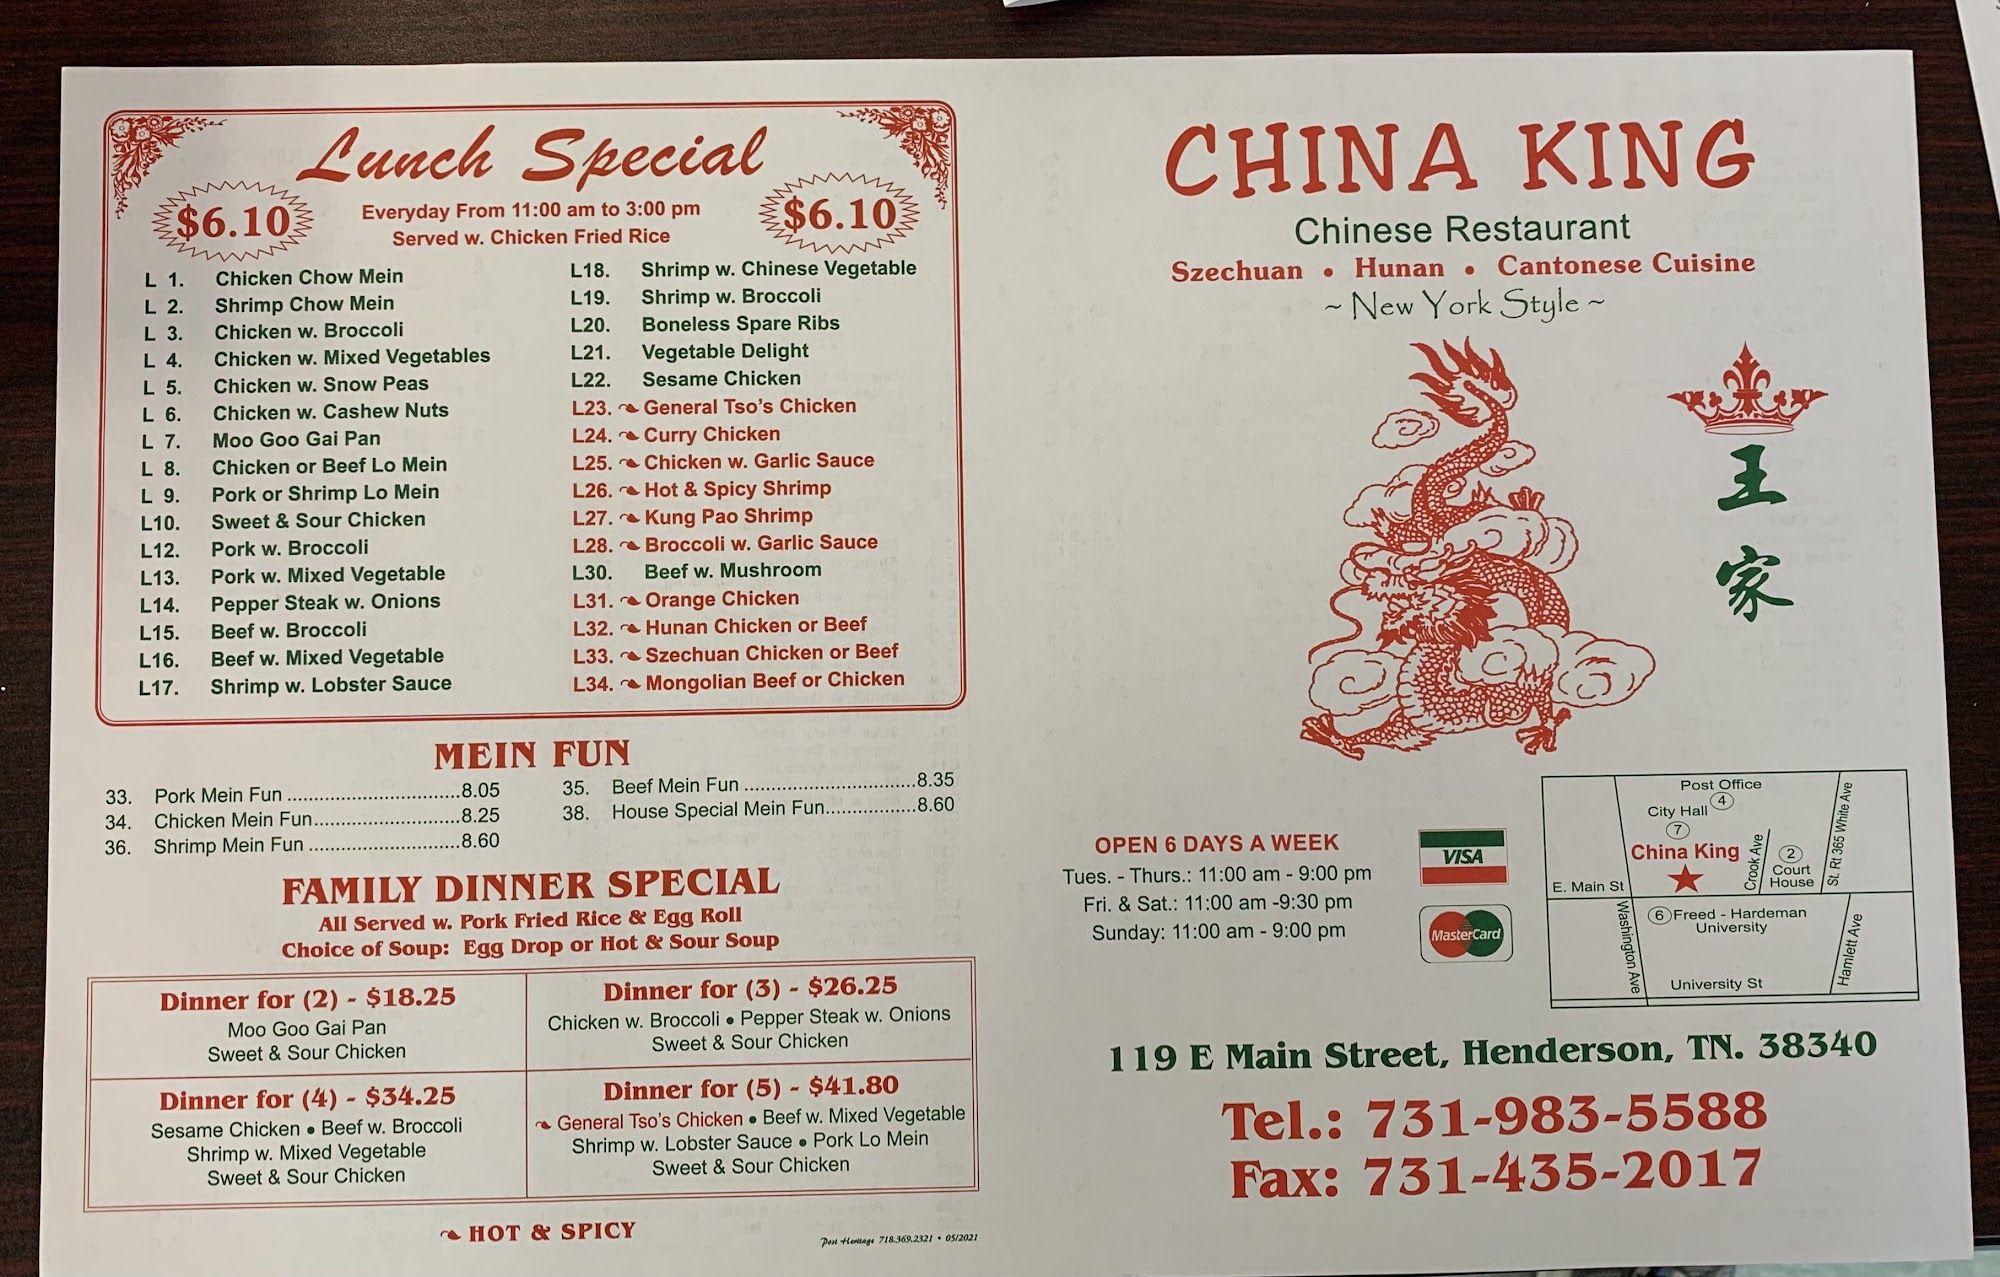 Lunch Special
$6.10
Everyday From 11:00 am to 3:00 pm
Served w. Chicken Fried Rice
$6.10
L 1. Chicken Chow Mein
L 2. Shrimp Chow Mein
L 3. Chicken w. Broccoli
L 4. Chicken w. Mixed Vegetables
L 5. Chicken w. Snow Peas
L 6. Chicken w. Cashew Nuts
L 7. Moo Goo Gai Pan
L 8. Chicken or Beef Lo Mein
L 9. Pork or Shrimp Lo Mein
L10. Sweet & Sour Chicken
L12. Pork w. Broccoli
L13. Pork w. Mixed Vegetable
L14. Pepper Steak w. Onions
L15. Beef w. Broccoli
L16. Beef w. Mixed Vegetable
L17. Shrimp w. Lobster Sauce
L18. Shrimp w. Chinese Vegetable
L19. Shrimp w. Broccoli
L20. Boneless Spare Ribs
L21. Vegetable Delight
L22. Sesame Chicken
L23. General Tso's Chicken
L24. Curry Chicken
L25. Chicken w. Garlic Sauce
L26. Hot & Spicy Shrimp
L27. Kung Pao Shrimp
L28. Broccoli w. Garlic Sauce
L30. Beef w. Mushroom
L31. Orange Chicken
L32. Hunan Chicken or Beef
L33. Szechuan Chicken or Beef
L34. Mongolian Beef or Chicken
MEIN FUN
33. Pork Mein Fun ................................8.05
34. Chicken Mein Fun...........................8.25
36. Shrimp Mein Fun ............................8.60
35. Beef Mein Fun ................................8.35
38. House Special Mein Fun.................8.60
FAMILY DINNER SPECIAL
All Served w. Pork Fried Rice & Egg Roll
Choice of Soup: Egg Drop or Hot & Sour Soup
Dinner for (2) - $18.25
Moo Goo Gai Pan
Sweet & Sour Chicken
Dinner for (3) - $26.25
Chicken w. Broccoli • Pepper Steak w. Onions
Sweet & Sour Chicken
Dinner for (4) - $34.25
Sesame Chicken • Beef w. Broccoli
Shrimp w. Mixed Vegetable
Sweet & Sour Chicken
Dinner for (5) - $41.80
General Tso's Chicken • Beef w. Mixed Vegetable
Shrimp w. Lobster Sauce • Pork Lo Mein
Sweet & Sour Chicken
HOT & SPICY
Post Heritage 718.369.2321 • 05/2021
CHINA KING
Chinese Restaurant
Szechuan • Hunan • Cantonese Cuisine
~ New York Style ~
王
家
OPEN 6 DAYS A WEEK
Tues. - Thurs.: 11:00 am - 9:00 pm
Fri. & Sat.: 11:00 am -9:30 pm
Sunday: 11:00 am - 9:00 pm
VISA
MasterCard
Post Office
4
City Hall
7
China King
Crook Ave
2
Court
House
St. Rt 365 White Ave
E. Main St
Washington Ave
6 Freed - Hardeman
University
Hamlett Ave
University St
119 E Main Street, Henderson, TN. 38340
Tel.: 731-983-5588
Fax: 731-435-2017